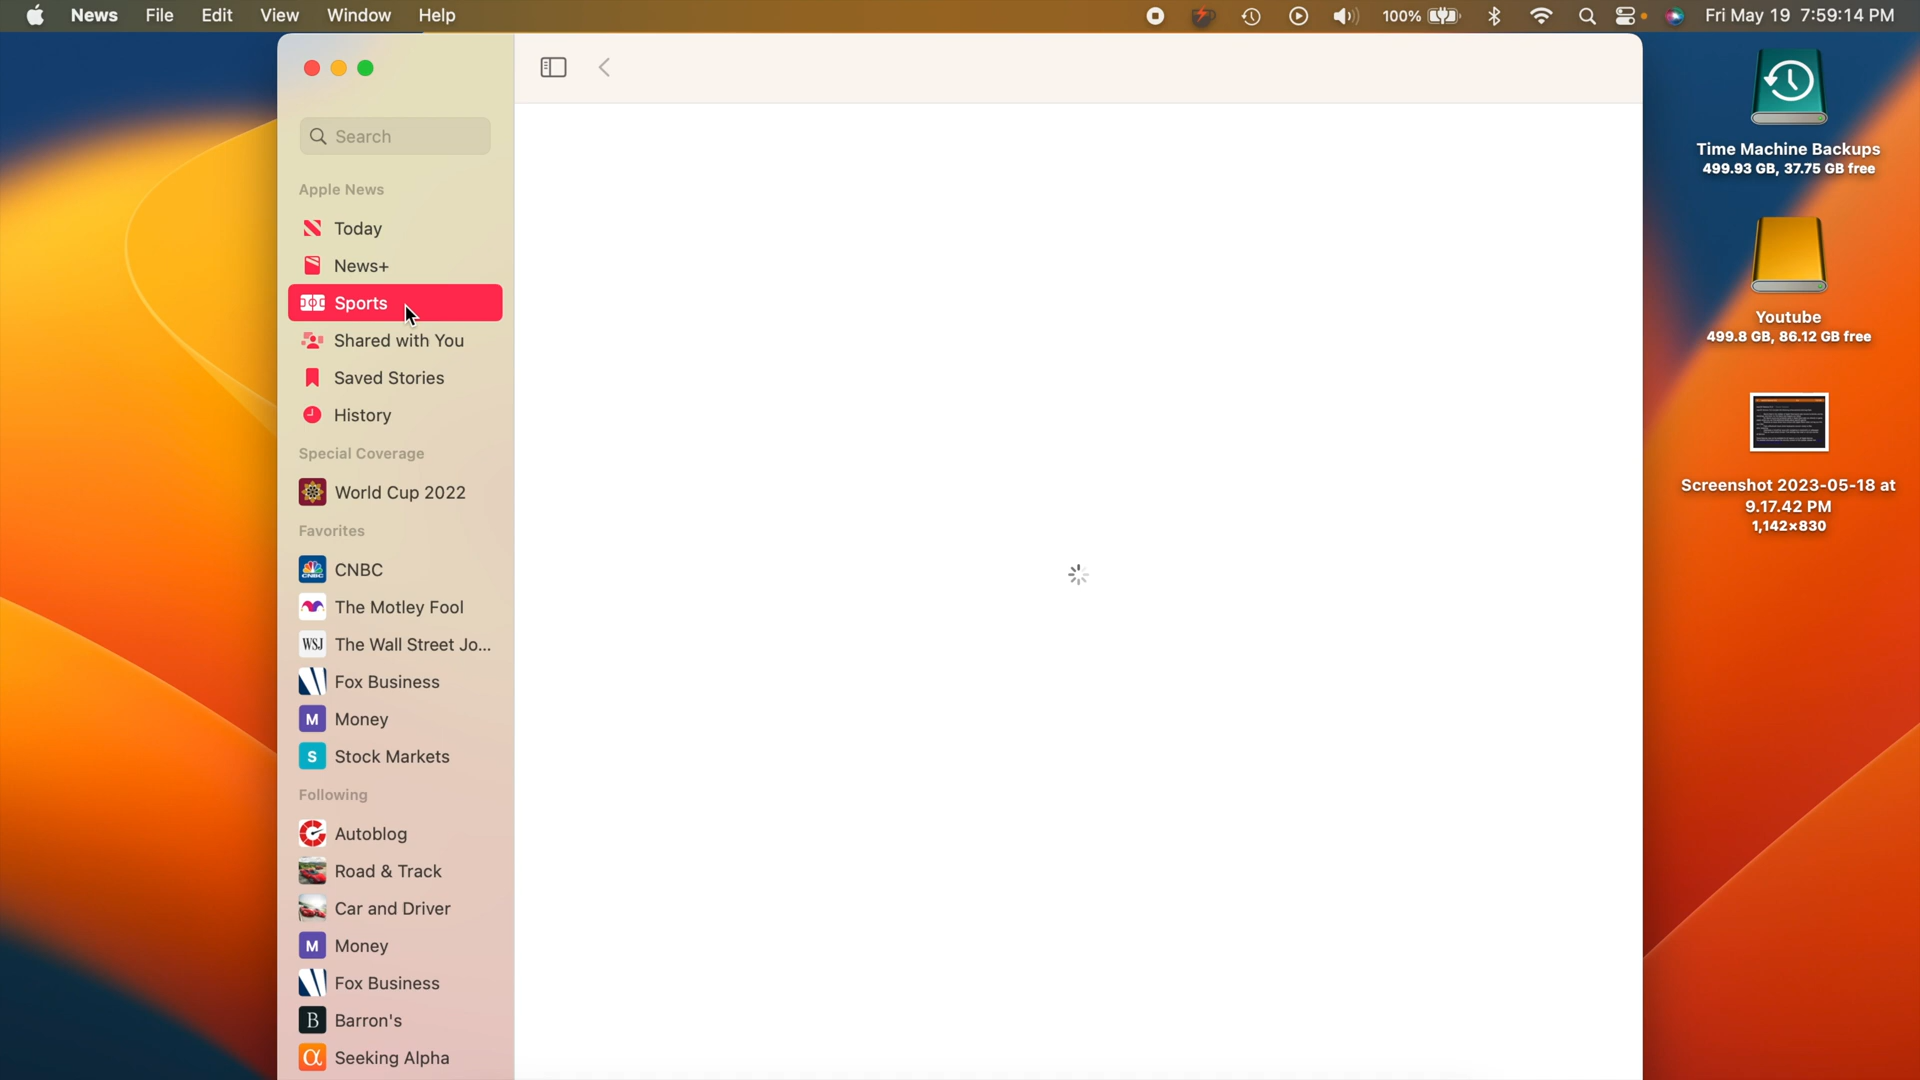 News File Edit View Window Help 100% Fri May 19 7:59:14 PM
Search
Apple News
Today
News+
Sports
Shared with You
Saved Stories
History
Special Coverage
World Cup 2022
Favorites
CNBC
The Motley Fool
WSJ The Wall Street Jo...
Fox Business
M Money
S Stock Markets
Following
Autoblog
Road & Track
Car and Driver
M Money
Fox Business
B Barron's
α Seeking Alpha
Time Machine Backups
499.93 GB, 37.75 GB free
Youtube
499.8 GB, 86.12 GB free
Screenshot 2023-05-18 at
9.17.42 PM
1,142×830